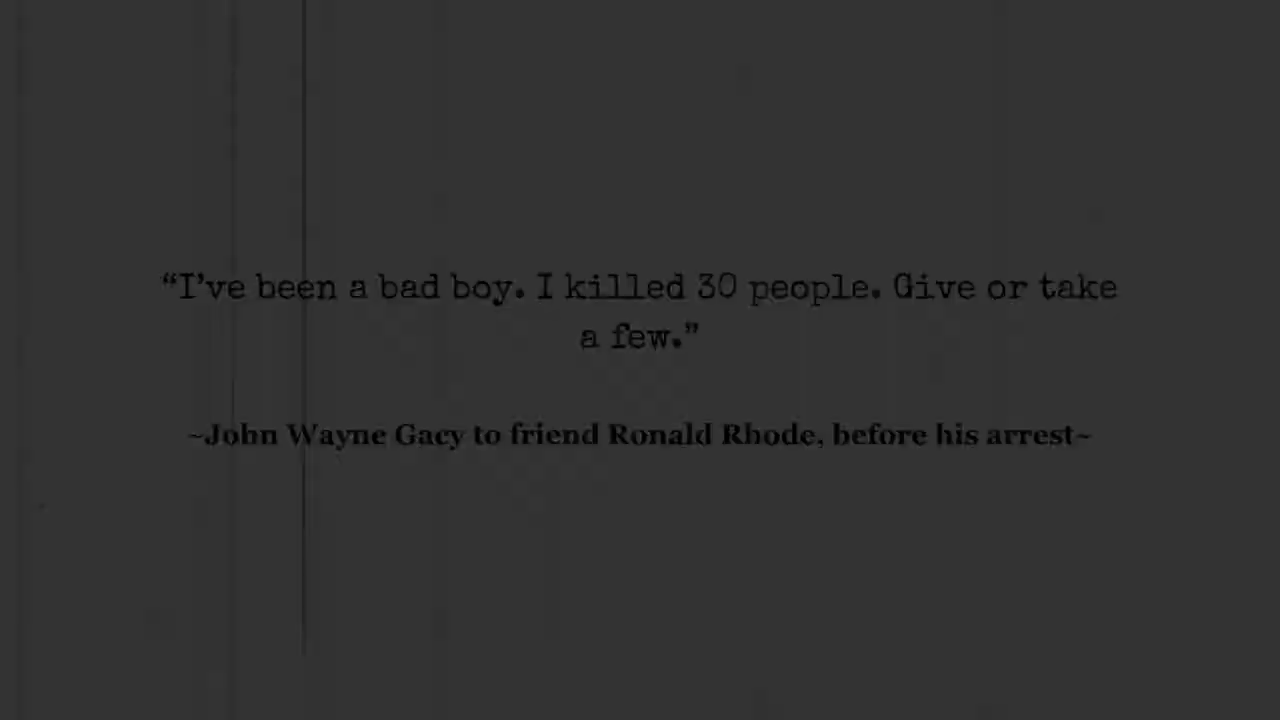 “I’ve been a bad boy. I killed 30 people. Give or take
a few.”
~John Wayne Gacy to friend Ronald Rhode, before his arrest~